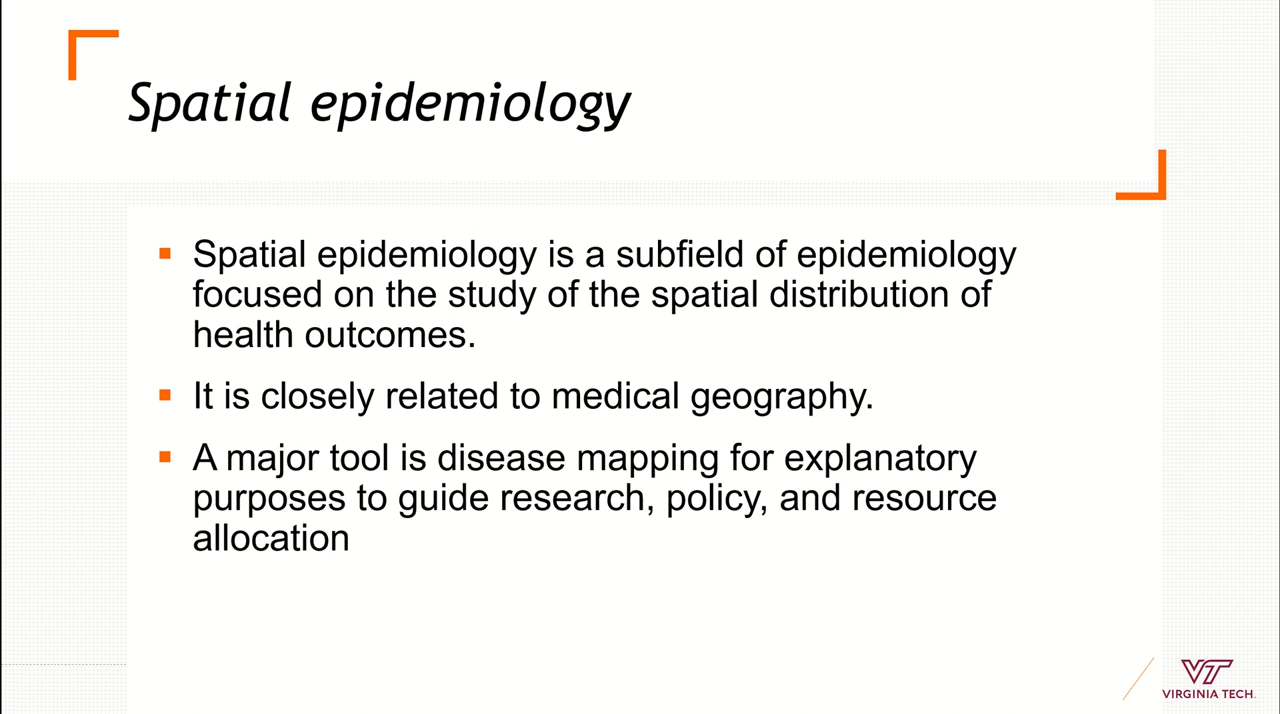 Spatial epidemiology
▪ Spatial epidemiology is a subfield of epidemiology
focused on the study of the spatial distribution of
health outcomes.
▪ It is closely related to medical geography.
▪ A major tool is disease mapping for explanatory
purposes to guide research, policy, and resource
allocation
VT
VIRGINIA TECH.